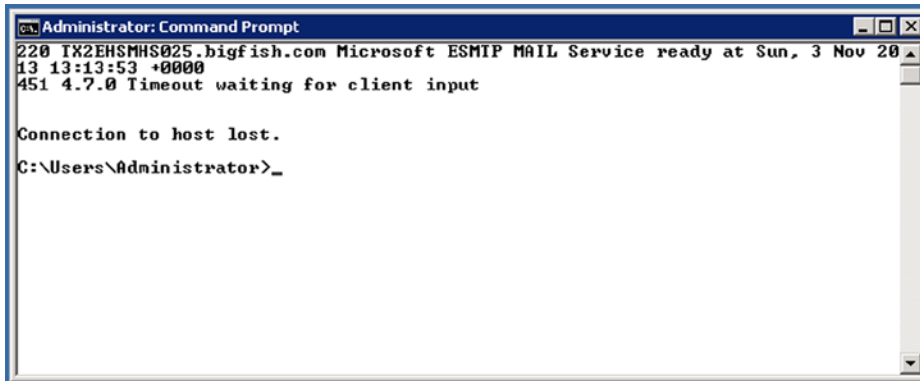 Administrator: Command Prompt
220 TX2EHSMHS025.bigfish.com Microsoft ESMTP MAIL Service ready at Sun, 3 Nov 20
13 13:13:53 +0000
451 4.7.0 Timeout waiting for client input
Connection to host lost.
C:\Users\Administrator>_